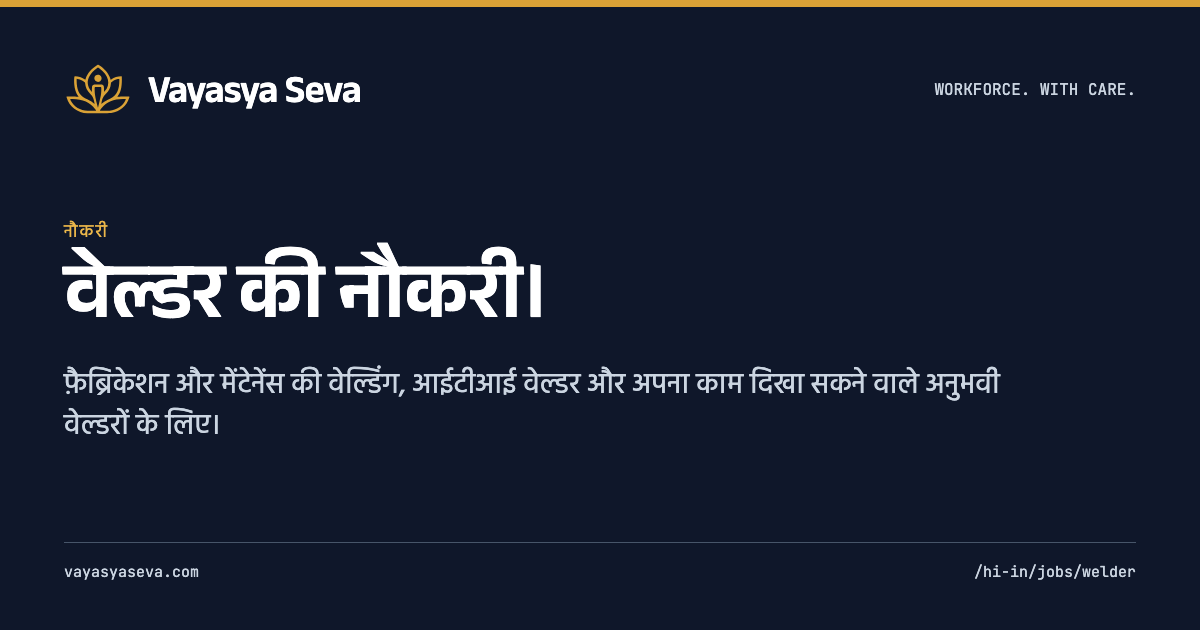 Vayasya Seva
WORKFORCE. WITH CARE.
नौकरी
वेल्डर की नौकरी।
फ़ैब्रिकेशन और मेंटेनेंस की वेल्डिंग, आईटीआई वेल्डर और अपना काम दिखा सकने वाले अनुभवी
वेल्डरों के लिए।
vayasyaseva.com
/hi-in/jobs/welder